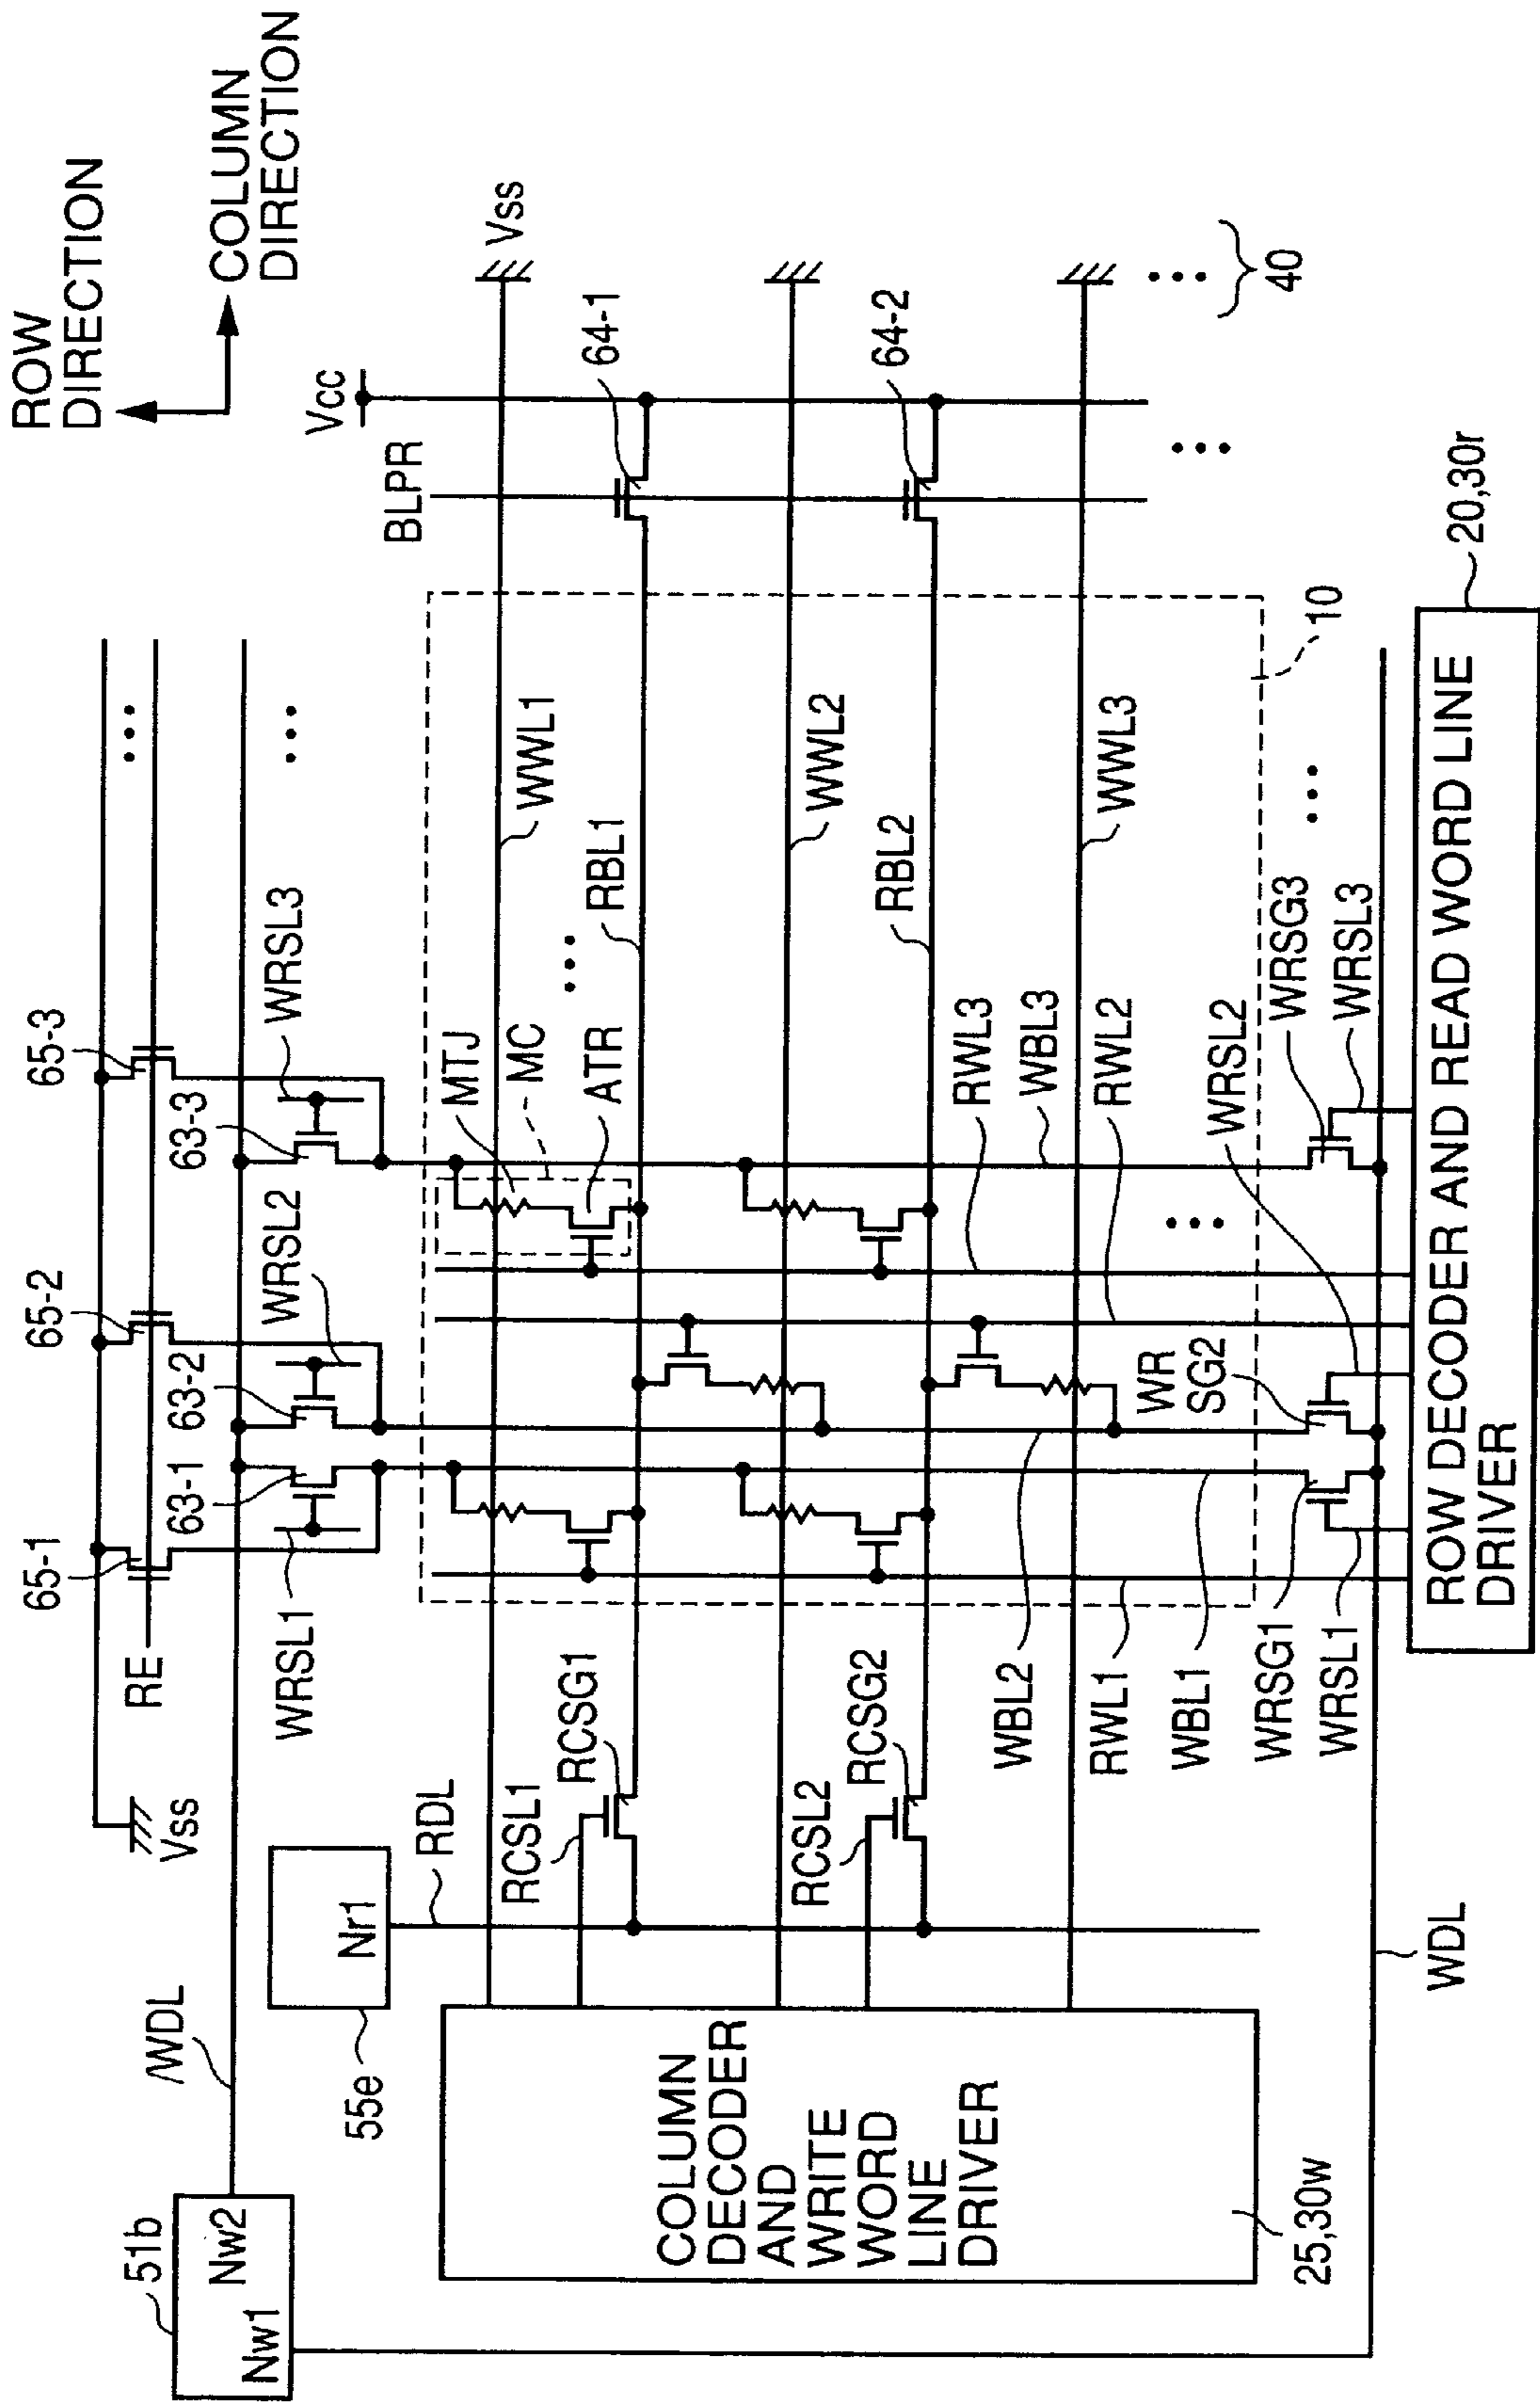 ROW
DIRECTION
COLUMN
DIRECTION
51b
Nw2
Nw1
/WDL
Vss
RE
65-1
65-2
65-3
63-1
63-2
63-3
WRSL1
WRSL2
WRSL3
...
...
Vcc
BLPR
Vss
55e
Nr1
RDL
MTJ
MC
ATR
WWL1
RCSL1
RCSG1
RBL1
...
64-1
WWL2
RCSL2
RCSG2
RBL2
64-2
COLUMN
DECODER
AND
WRITE
WORD
LINE
DRIVER
25,30w
WBL2
RWL1
WBL1
WRSG1
WRSL1
WR
SG2
RWL3
WBL3
RWL2
WRSL2
...
WWL3
WRSG3
WRSL3
...
10
...
...
40
WDL
ROW DECODER AND READ WORD LINE
DRIVER
20,30r